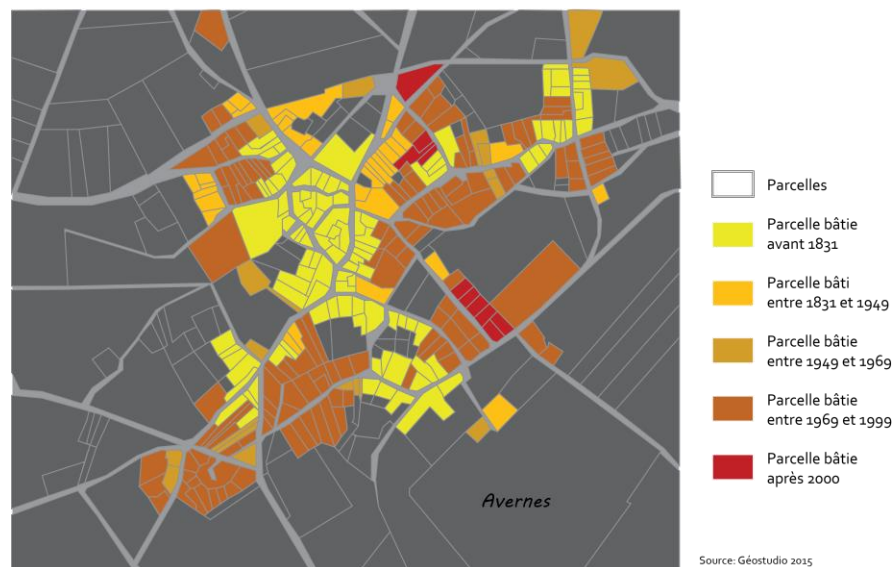 Parcelles
Parcelle bâtie
avant 1831
Parcelle bâti
entre 1831 et 1949
Parcelle bâtie
entre 1949 et 1969
Parcelle bâtie
entre 1969 et 1999
Parcelle bâtie
après 2000
Avernes
Source: Géostudio 2015